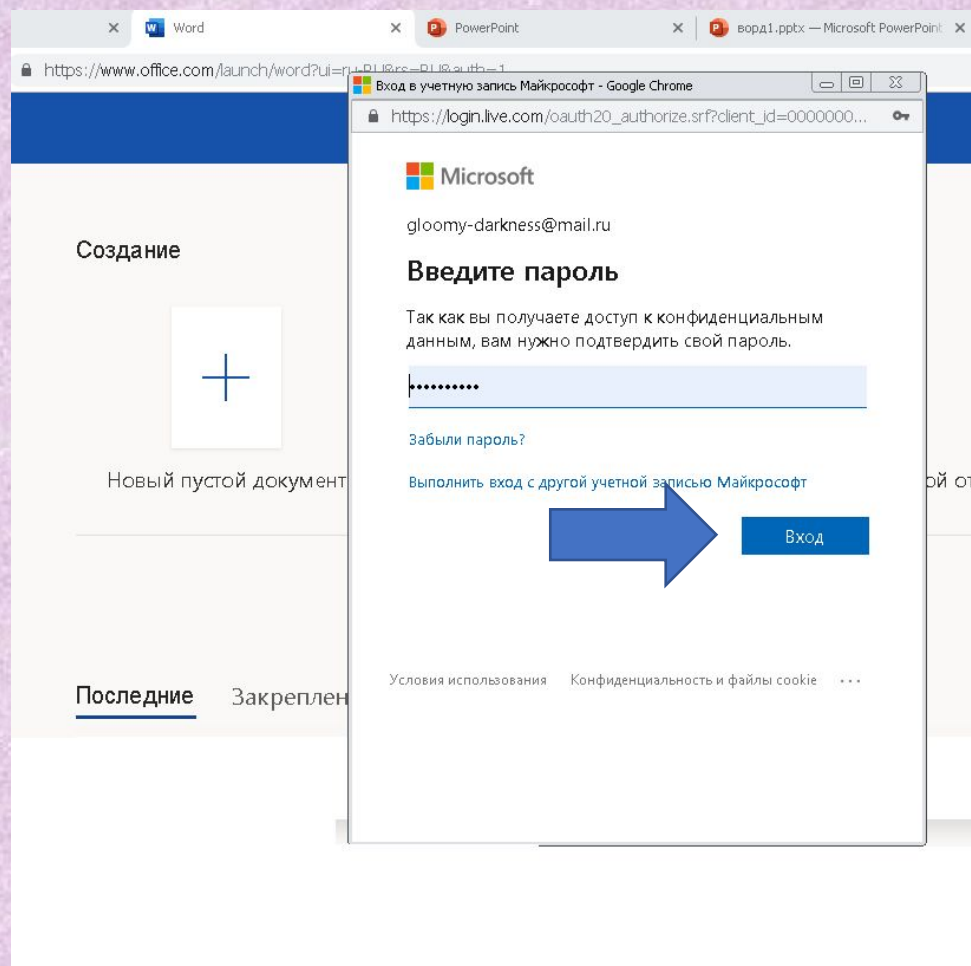 Word
PowerPoint
ворд1.pptx — Microsoft PowerPoint
https://www.office.com/launch/word?ui=ru-RU&rs=RU&auth=1
Вход в учетную запись Майкрософт - Google Chrome
https://login.live.com/oauth20_authorize.srf?client_id=0000000...
Microsoft
gloomy-darkness@mail.ru
Создание
Введите пароль
Так как вы получаете доступ к конфиденциальным
данным, вам нужно подтвердить свой пароль.
••••••••••
Забыли пароль?
Новый пустой документ
Выполнить вход с другой учетной записью Майкрософт
ой от
Вход
Последние
Закреплен
Условия использования
Конфиденциальность и файлы cookie
...